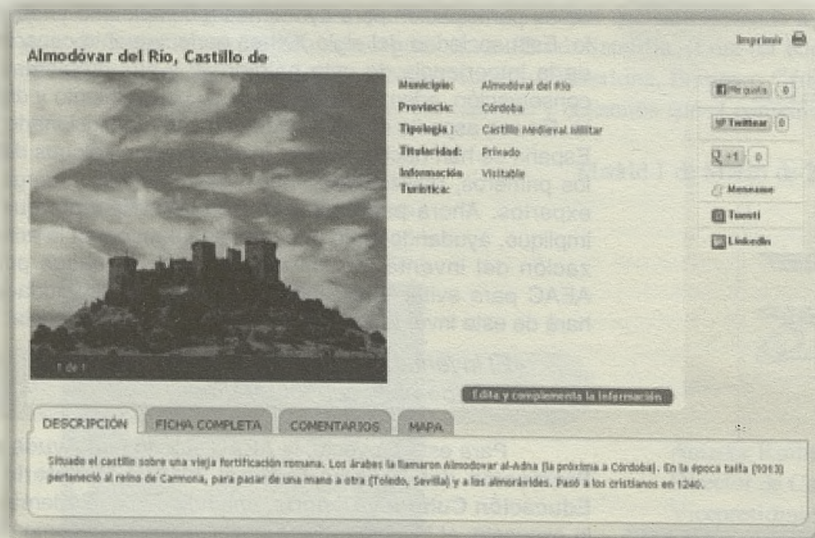 Imprimir
Almodóvar del Río, Castillo de
Municipio: Almodóval del Río
Provincia: Córdoba
Tipología: Castillo Medieval Militar
Titularidad: Privado
Información Turística: Visitable
Me gusta 0
Twittear 0
+1 0
Meneame
Tuenti
LinkedIn
1 de 1
Edita y complementa la información
DESCRIPCIÓN FICHA COMPLETA COMENTARIOS MAPA
Situado el castillo sobre una vieja fortificación romana. Los árabes la llamaron Almodovar al-Adna (la próxima a Córdoba). En la época taifa (1013)
perteneció al reino de Carmona, para pasar de una mano a otra (Toledo, Sevilla) y a los almorávides. Pasó a los cristianos en 1240.